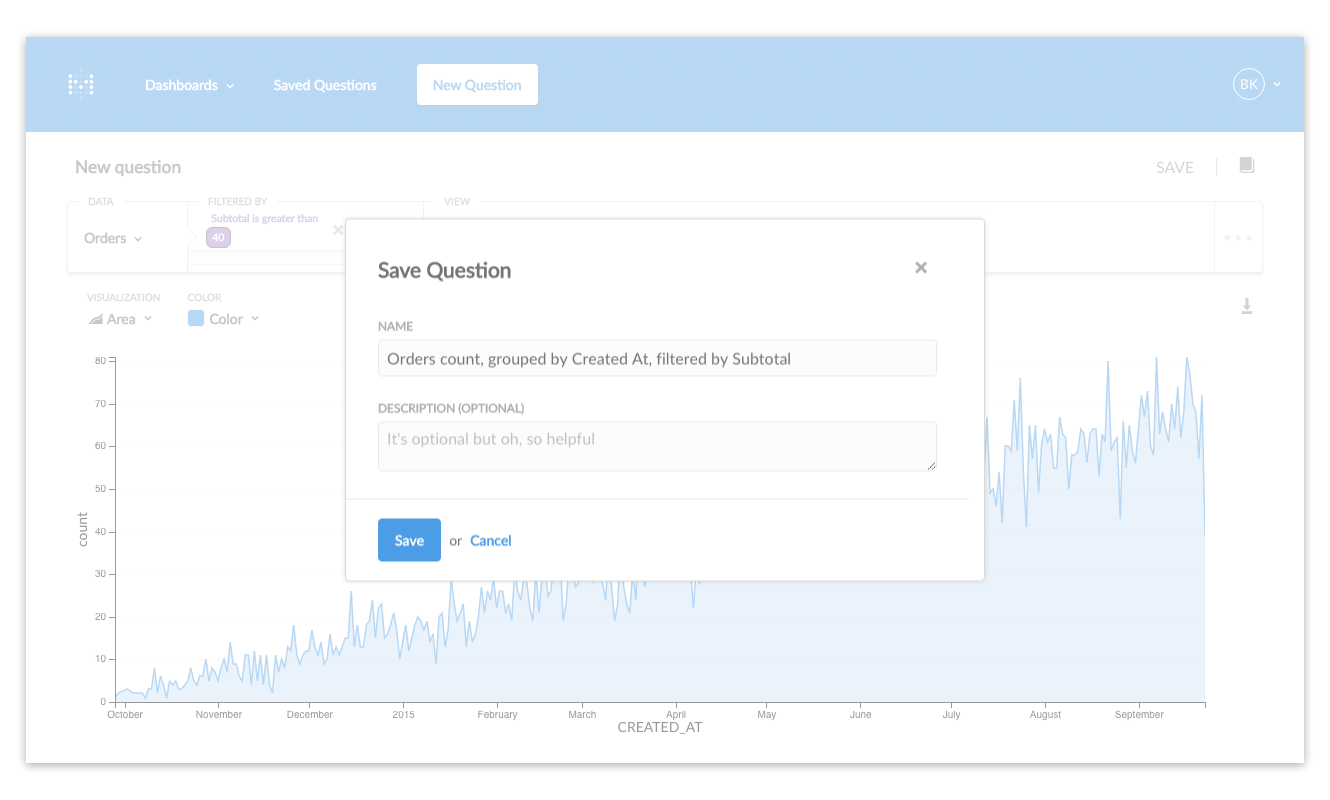 Dashboards
Saved Questions
New Question
BK
New question
SAVE
DATA
FILTERED BY
VIEW
Orders
Subtotal is greater than
40
VISUALIZATION
COLOR
Area
Color
Save Question
NAME
Orders count, grouped by Created At, filtered by Subtotal
DESCRIPTION (OPTIONAL)
It's optional but oh, so helpful
Save or Cancel
count
80
70
60
50
40
30
20
10
0
October November December 2015 February March April May June July August September
CREATED_AT